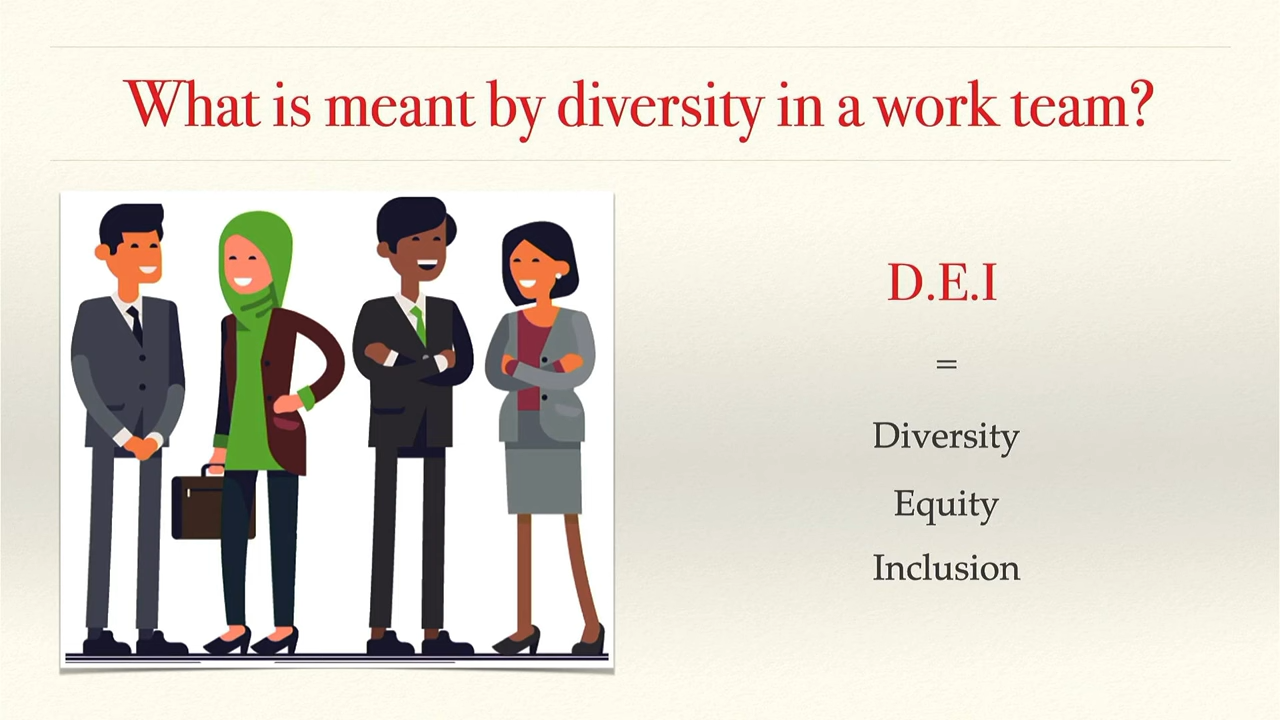 What is meant by diversity in a work team?
D.E.I
=
Diversity
Equity
Inclusion